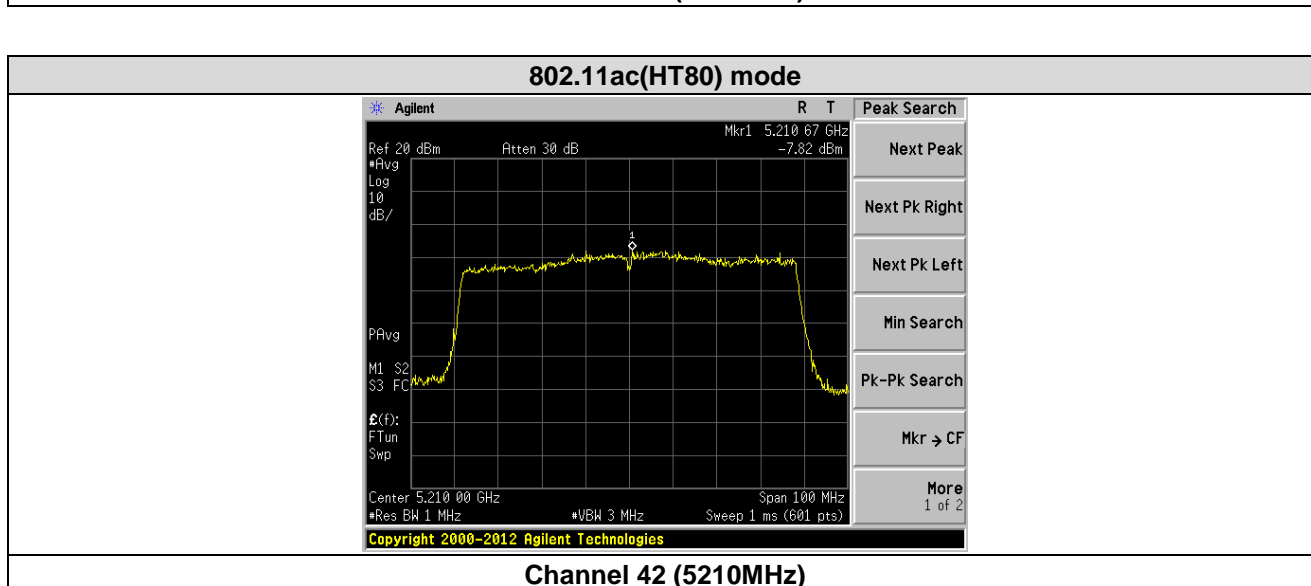 802.11ac(HT80) mode
Agilent R T Peak Search
Mkr1 5.210 67 GHz
Ref 20 dBm Atten 30 dB -7.82 dBm
#Avg
Log
10
dB/
1
PAvg
M1 S2
S3 FC
£(f):
FTun
Swp
Center 5.210 00 GHz Span 100 MHz
#Res BW 1 MHz #VBW 3 MHz Sweep 1 ms (601 pts)
Next Peak
Next Pk Right
Next Pk Left
Min Search
Pk-Pk Search
Mkr → CF
More
1 of 2
Copyright 2000-2012 Agilent Technologies
Channel 42 (5210MHz)